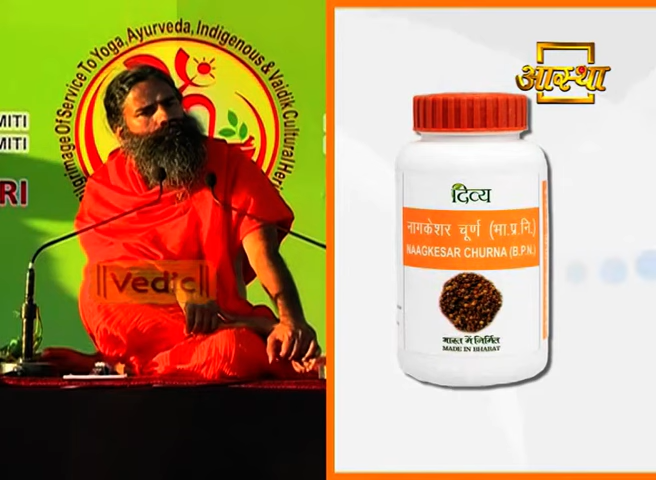 Pilgrimage Of Service To Yoga, Ayurveda, Indigenous & Vaidik Cultural Her
MITI
MITI
RI
||Vedic||
आस्था
दिव्य
नागकेशर चूर्ण (भा.प्र.नि.)
NAAGKESAR CHURNA (B.P.N.)
भारत में निर्मित
MADE IN BHARAT